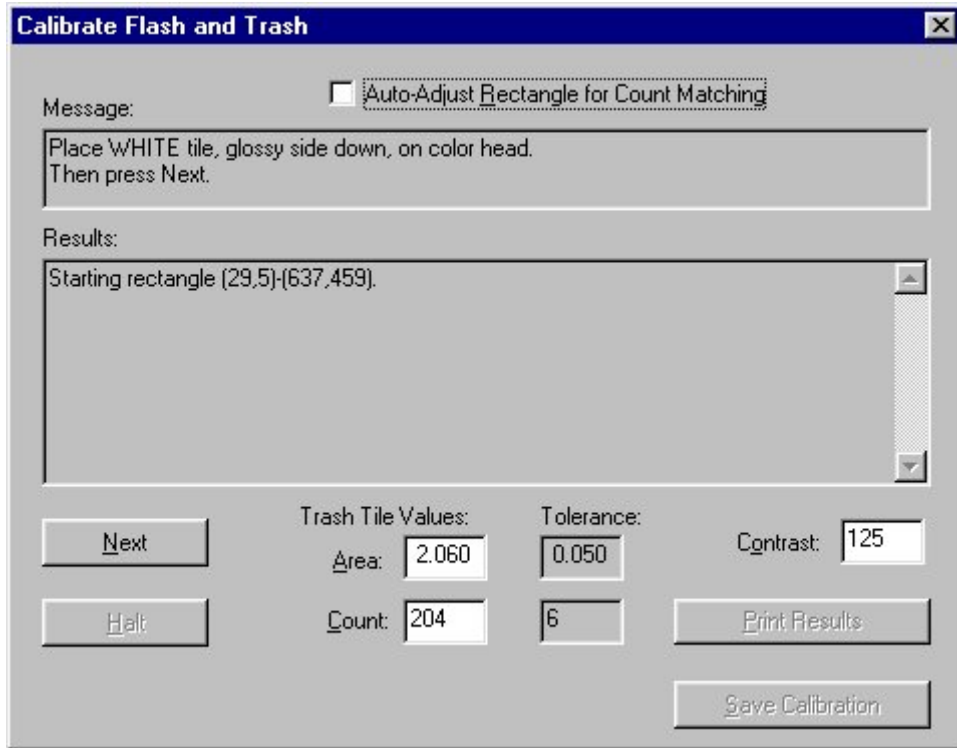 Calibrate Flash and Trash
Auto-Adjust Rectangle for Count Matching
Message:
Place WHITE tile, glossy side down, on color head.
Then press Next.
Results:
Starting rectangle (29,5)-(637,459).
Trash Tile Values: Tolerance:
Next Area: 2.060 0.050 Contrast: 125
Halt Count: 204 6 Print Results
Save Calibration